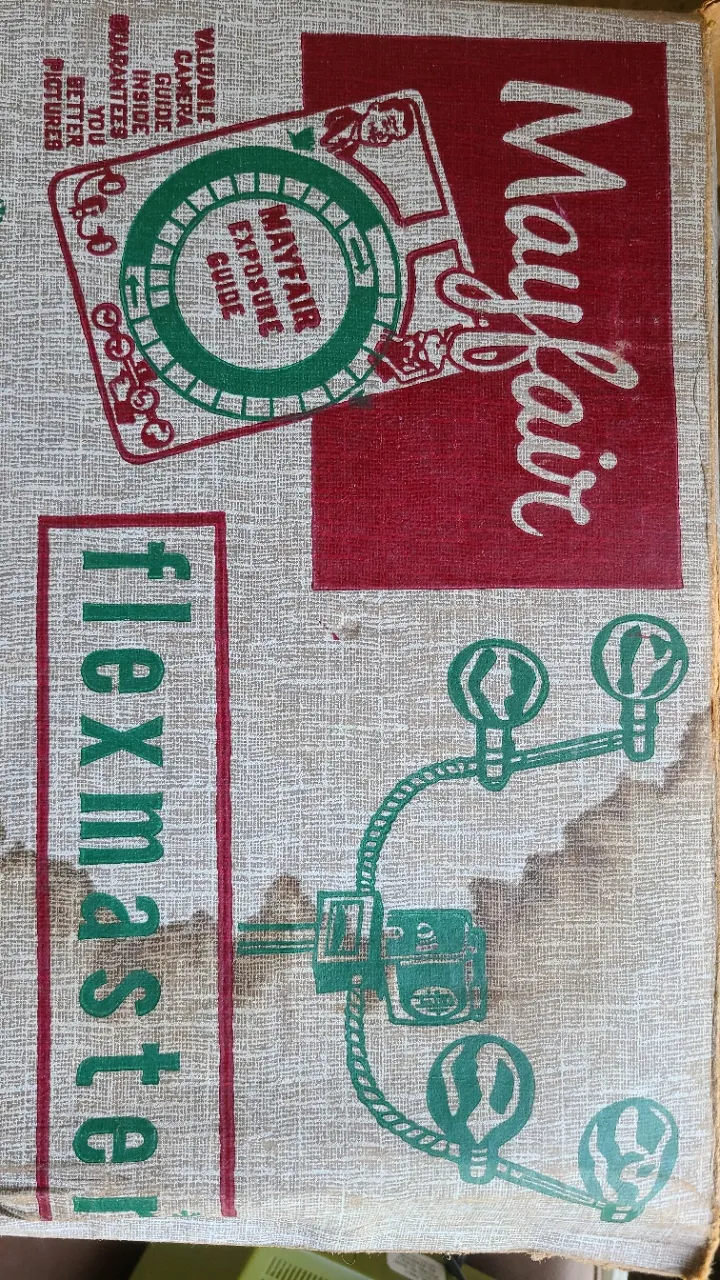 Mayfair
VALUABLE
CAMERA
GUIDE
INSIDE
GUARANTEES
YOU
BETTER
PICTURES
MAYFAIR
EXPOSURE
GUIDE
flexmaster